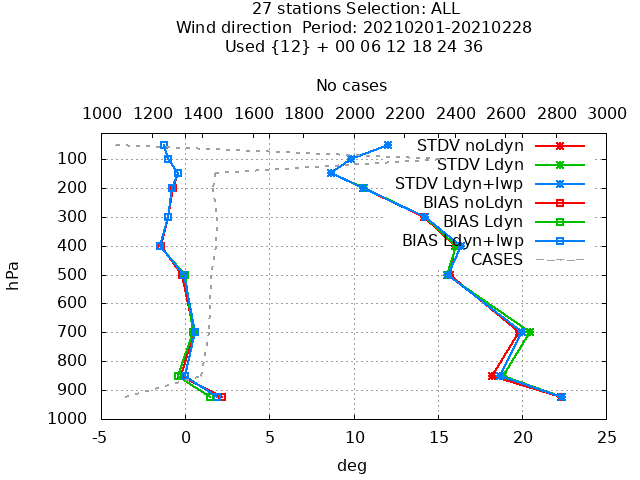 27 stations Selection: ALL
Wind direction  Period: 20210201-20210228
Used {12} + 00 06 12 18 24 36
No cases
1000 1200 1400 1600 1800 2000 2200 2400 2600 2800 3000
STDV noLdyn
STDV Ldyn
STDV Ldyn+lwp
BIAS noLdyn
BIAS Ldyn
BIAS Ldyn+lwp
CASES
hPa
100
200
300
400
500
600
700
800
900
1000
-5 0 5 10 15 20 25
deg